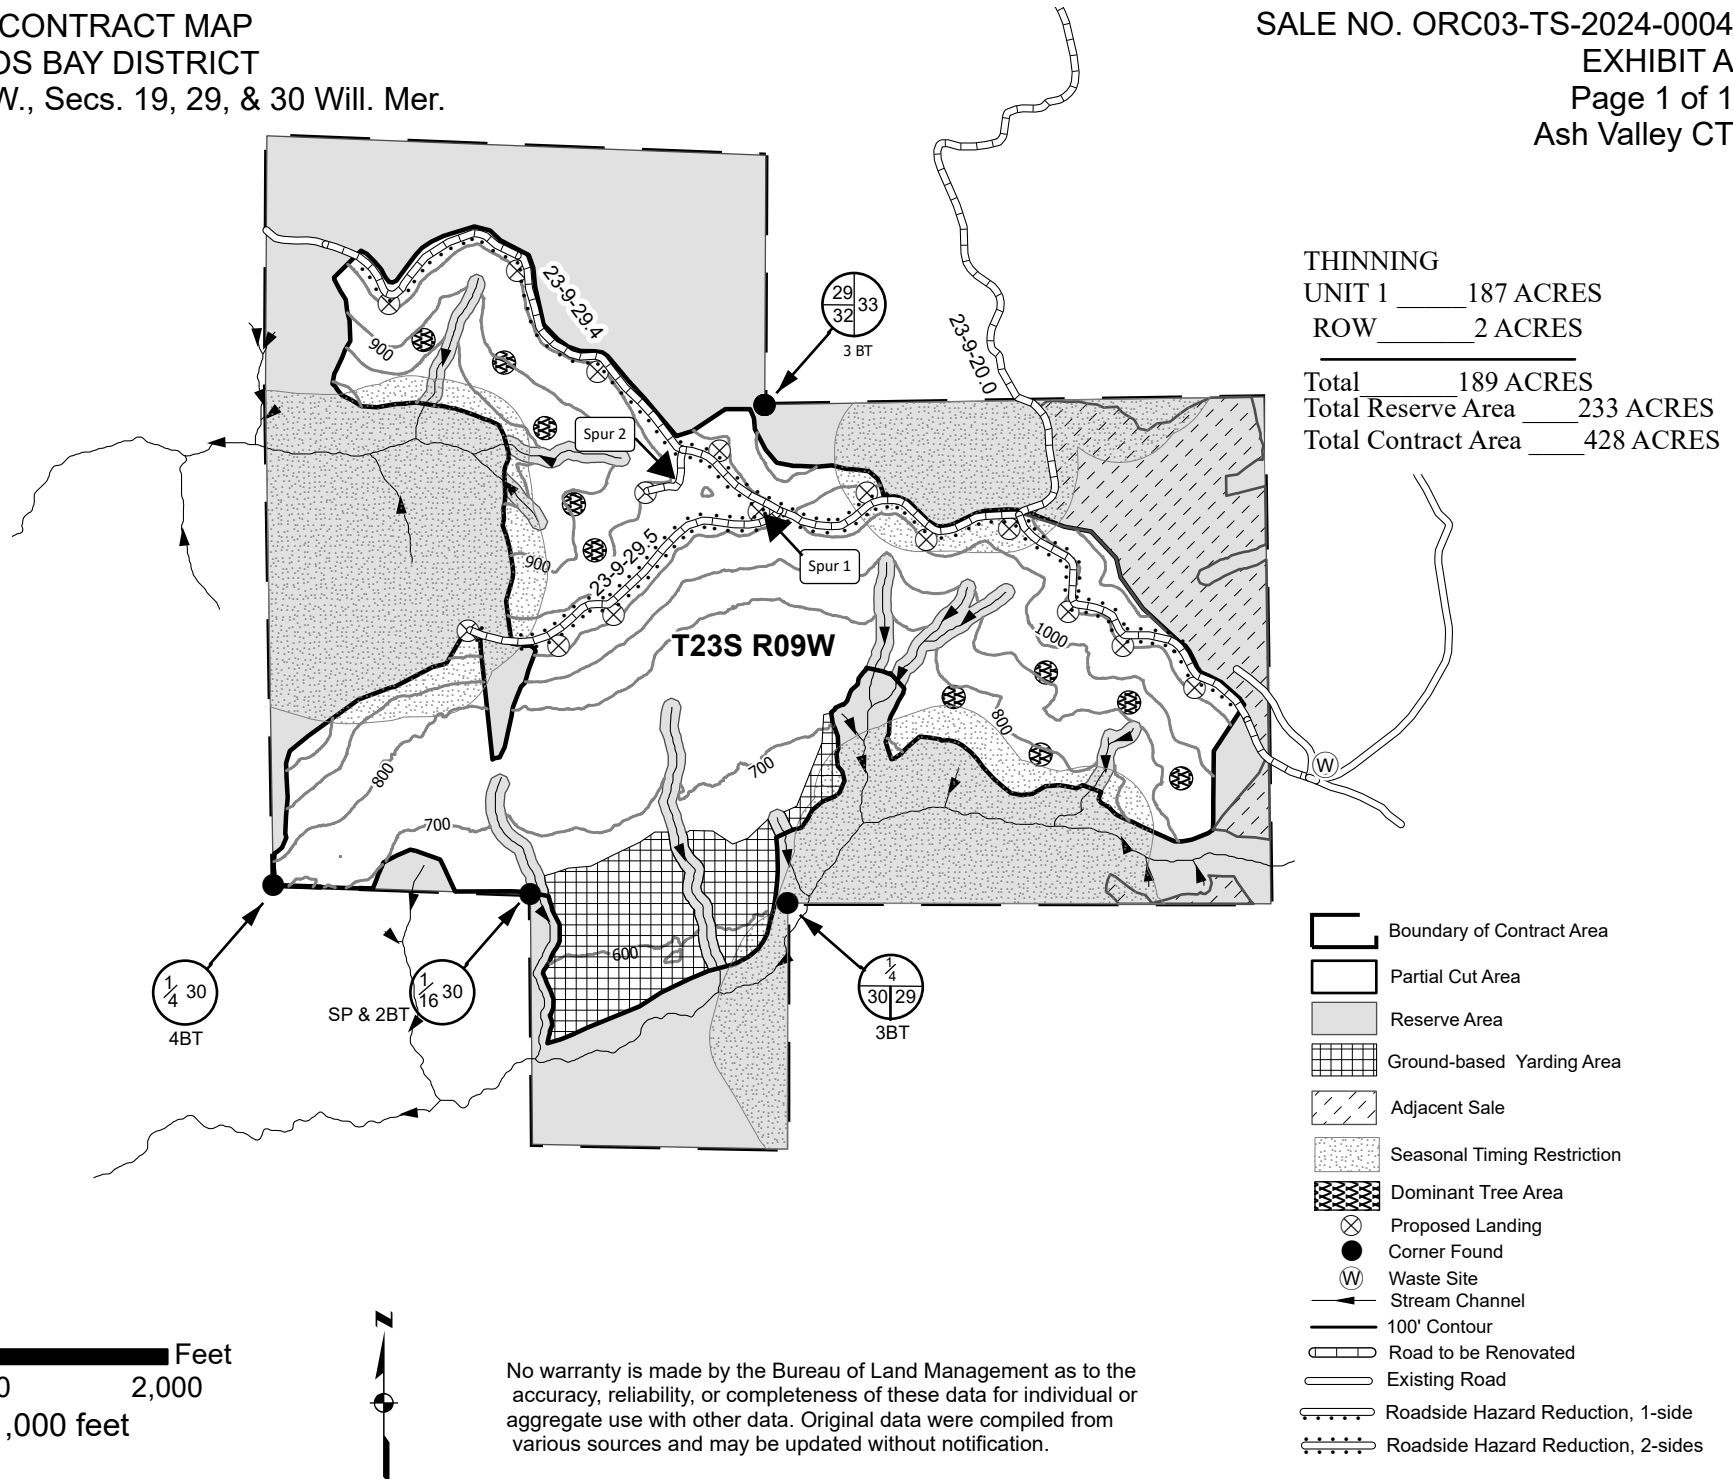 CONTRACT MAP
OS BAY DISTRICT
W., Secs. 19, 29, & 30 Will. Mer.
SALE NO. ORC03-TS-2024-0004
EXHIBIT A
Page 1 of 1
Ash Valley CT
THINNING
UNIT 1 _____187 ACRES
ROW_______2 ACRES
Total_______189 ACRES
Total Reserve Area ____233 ACRES
Total Contract Area ____428 ACRES
23-9-29.4
29
32
33
3 BT
23-9-20.0
900
Spur 2
900
23-9-29.5
Spur 1
T23S R09W
1000
800
800
700
700
600
1/4 30
4BT
1/16 30
SP & 2BT
1/4
30 29
3BT
W
Boundary of Contract Area
Partial Cut Area
Reserve Area
Ground-based Yarding Area
Adjacent Sale
Seasonal Timing Restriction
Dominant Tree Area
Proposed Landing
Corner Found
W Waste Site
Stream Channel
100' Contour
Road to be Renovated
Existing Road
Roadside Hazard Reduction, 1-side
Roadside Hazard Reduction, 2-sides
Feet
0 2,000
,000 feet
N
No warranty is made by the Bureau of Land Management as to the
accuracy, reliability, or completeness of these data for individual or
aggregate use with other data. Original data were compiled from
various sources and may be updated without notification.